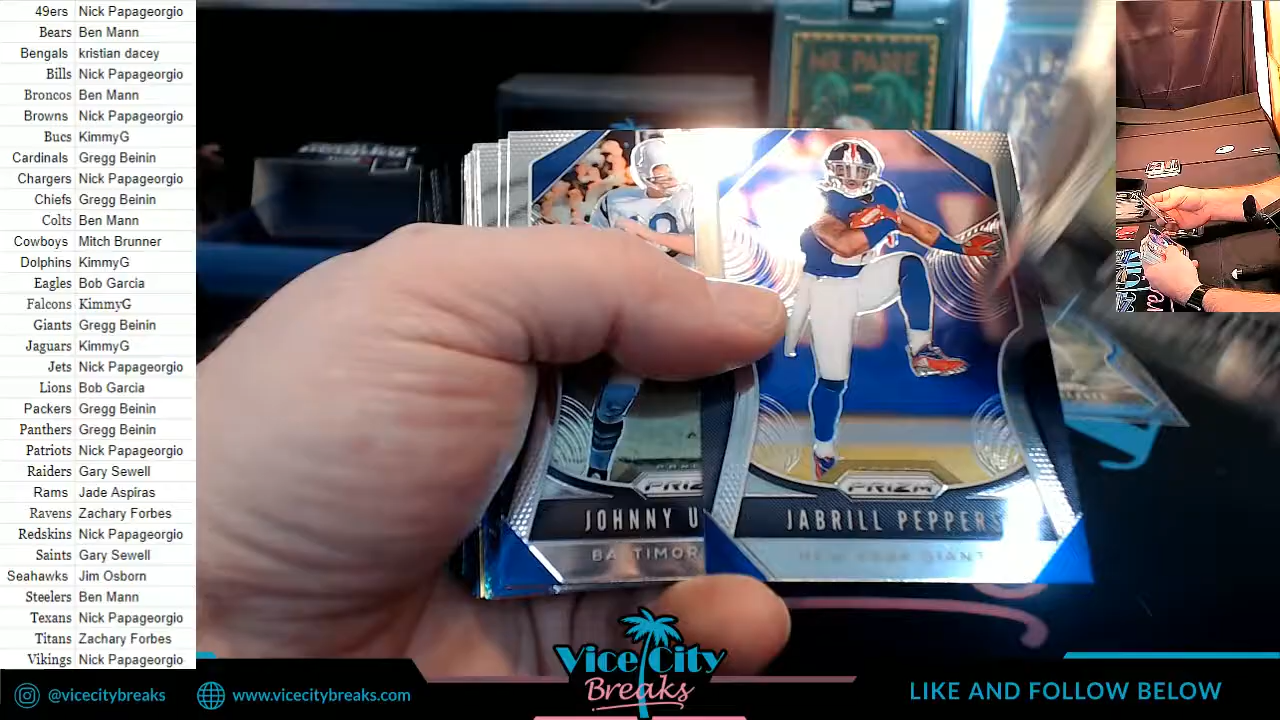 49ers Nick Papageorgio
Bears Ben Mann
Bengals kristian dacey
Bills Nick Papageorgio
Broncos Ben Mann
Browns Nick Papageorgio
Bucs KimmyG
Cardinals Gregg Beinin
Chargers Nick Papageorgio
Chiefs Gregg Beinin
Colts Ben Mann
Cowboys Mitch Brunner
Dolphins KimmyG
Eagles Bob Garcia
Falcons KimmyG
Giants Gregg Beinin
Jaguars KimmyG
Jets Nick Papageorgio
Lions Bob Garcia
Packers Gregg Beinin
Panthers Gregg Beinin
Patriots Nick Papageorgio
Raiders Gary Sewell
Rams Jade Aspiras
Ravens Zachary Forbes
Redskins Nick Papageorgio
Saints Gary Sewell
Seahawks Jim Osborn
Steelers Ben Mann
Texans Nick Papageorgio
Titans Zachary Forbes
Vikings Nick Papageorgio
PRIZM
JOHNNY U
BALTIMOR
PRIZM
JABRILL PEPPERS
NEW YORK GIANT
@vicecitybreaks
www.vicecitybreaks.com
Vice City
Breaks
LIKE AND FOLLOW BELOW